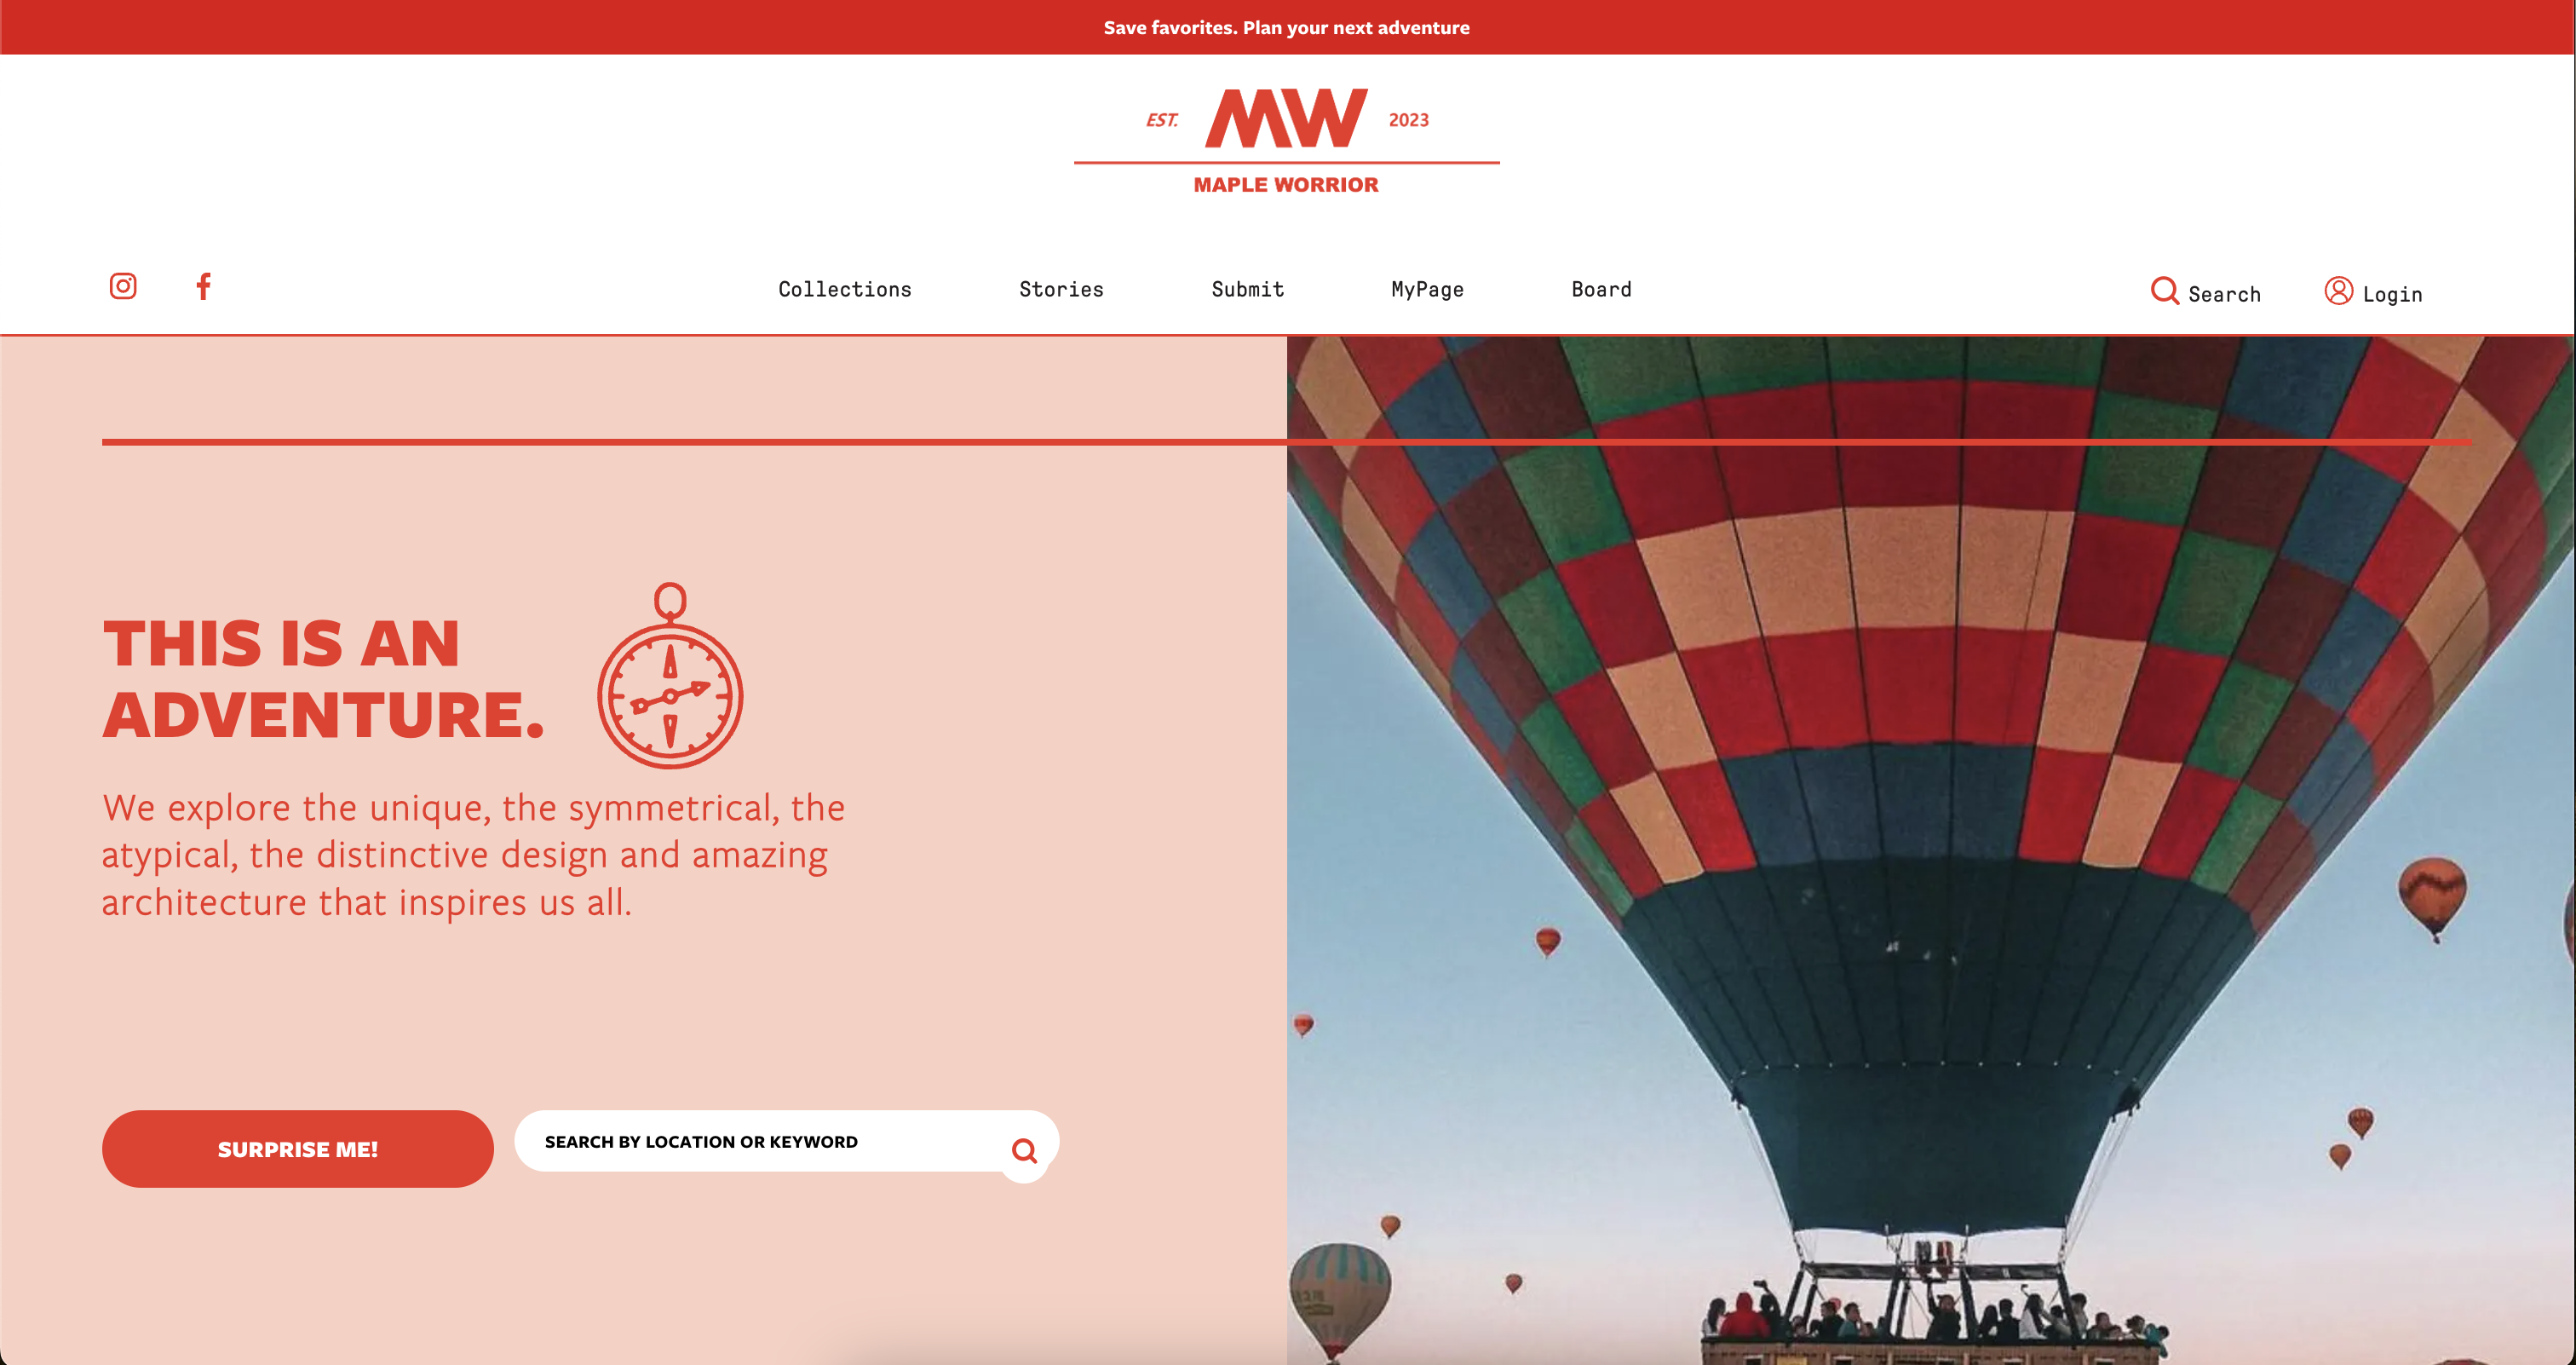 Save favorites. Plan your next adventure
EST. MW 2023
MAPLE WORRIOR
Collections Stories Submit MyPage Board Search Login
THIS IS AN
ADVENTURE.
We explore the unique, the symmetrical, the
atypical, the distinctive design and amazing
architecture that inspires us all.
SURPRISE ME! SEARCH BY LOCATION OR KEYWORD